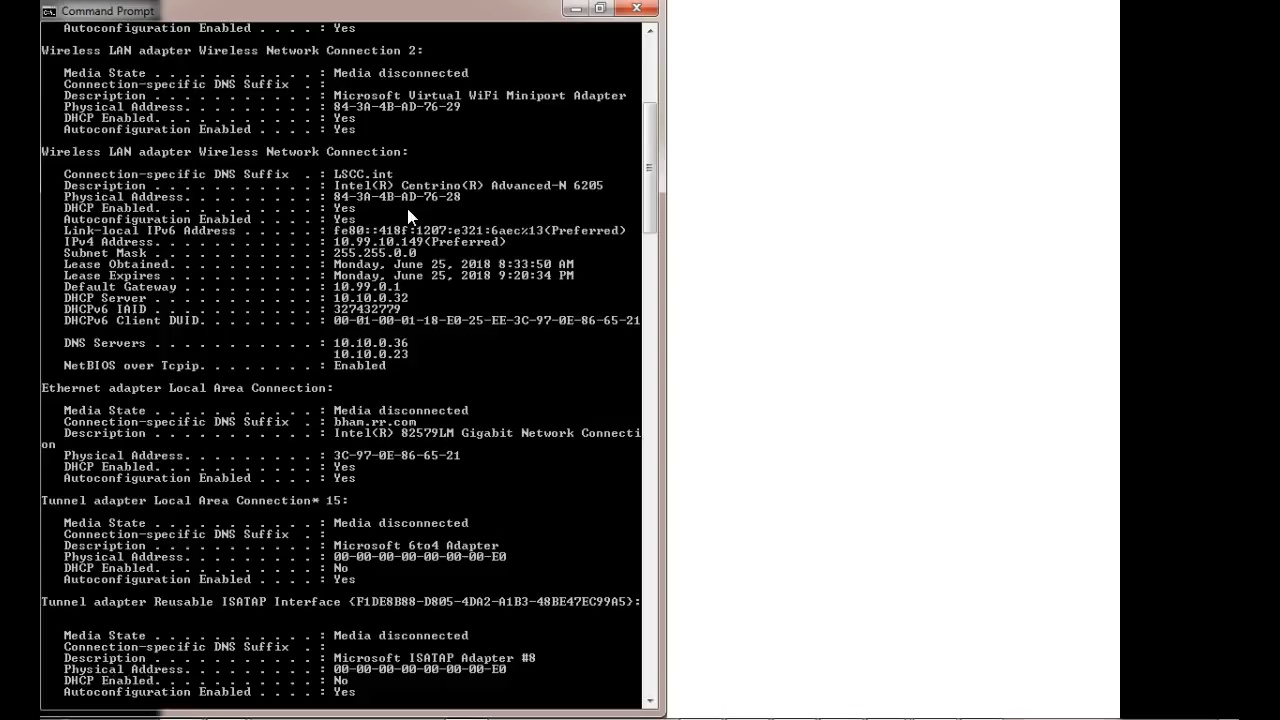 Command Prompt
Autoconfiguration Enabled . . . . : Yes
Wireless LAN adapter Wireless Network Connection 2:
Media State . . . . . . . . . . . : Media disconnected
Connection-specific DNS Suffix  . :
Description . . . . . . . . . . . : Microsoft Virtual WiFi Miniport Adapter
Physical Address. . . . . . . . . : 84-3A-4B-AD-76-29
DHCP Enabled. . . . . . . . . . . : Yes
Autoconfiguration Enabled . . . . : Yes
Wireless LAN adapter Wireless Network Connection:
Connection-specific DNS Suffix  . : LSCC.int
Description . . . . . . . . . . . : Intel(R) Centrino(R) Advanced-N 6205
Physical Address. . . . . . . . . : 84-3A-4B-AD-76-28
DHCP Enabled. . . . . . . . . . . : Yes
Autoconfiguration Enabled . . . . : Yes
Link-local IPv6 Address . . . . . : fe80::418f:1207:e321:6aec%13(Preferred)
IPv4 Address. . . . . . . . . . . : 10.99.10.149(Preferred)
Subnet Mask . . . . . . . . . . . : 255.255.0.0
Lease Obtained. . . . . . . . . . : Monday, June 25, 2018 8:33:50 AM
Lease Expires . . . . . . . . . . : Monday, June 25, 2018 9:20:34 PM
Default Gateway . . . . . . . . . : 10.99.0.1
DHCP Server . . . . . . . . . . . : 10.10.0.32
DHCPv6 IAID . . . . . . . . . . . : 327432779
DHCPv6 Client DUID. . . . . . . . : 00-01-00-01-18-E0-25-EE-3C-97-0E-86-65-21
DNS Servers . . . . . . . . . . . : 10.10.0.36
10.10.0.23
NetBIOS over Tcpip. . . . . . . . : Enabled
Ethernet adapter Local Area Connection:
Media State . . . . . . . . . . . : Media disconnected
Connection-specific DNS Suffix  . : bham.rr.com
Description . . . . . . . . . . . : Intel(R) 82579LM Gigabit Network Connecti
on
Physical Address. . . . . . . . . : 3C-97-0E-86-65-21
DHCP Enabled. . . . . . . . . . . : Yes
Autoconfiguration Enabled . . . . : Yes
Tunnel adapter Local Area Connection* 15:
Media State . . . . . . . . . . . : Media disconnected
Connection-specific DNS Suffix  . :
Description . . . . . . . . . . . : Microsoft 6to4 Adapter
Physical Address. . . . . . . . . : 00-00-00-00-00-00-00-E0
DHCP Enabled. . . . . . . . . . . : No
Autoconfiguration Enabled . . . . : Yes
Tunnel adapter Reusable ISATAP Interface {F1DE8B88-D805-4DA2-A1B3-48BE47EC99A5}:
Media State . . . . . . . . . . . : Media disconnected
Connection-specific DNS Suffix  . :
Description . . . . . . . . . . . : Microsoft ISATAP Adapter #8
Physical Address. . . . . . . . . : 00-00-00-00-00-00-00-E0
DHCP Enabled. . . . . . . . . . . : No
Autoconfiguration Enabled . . . . : Yes